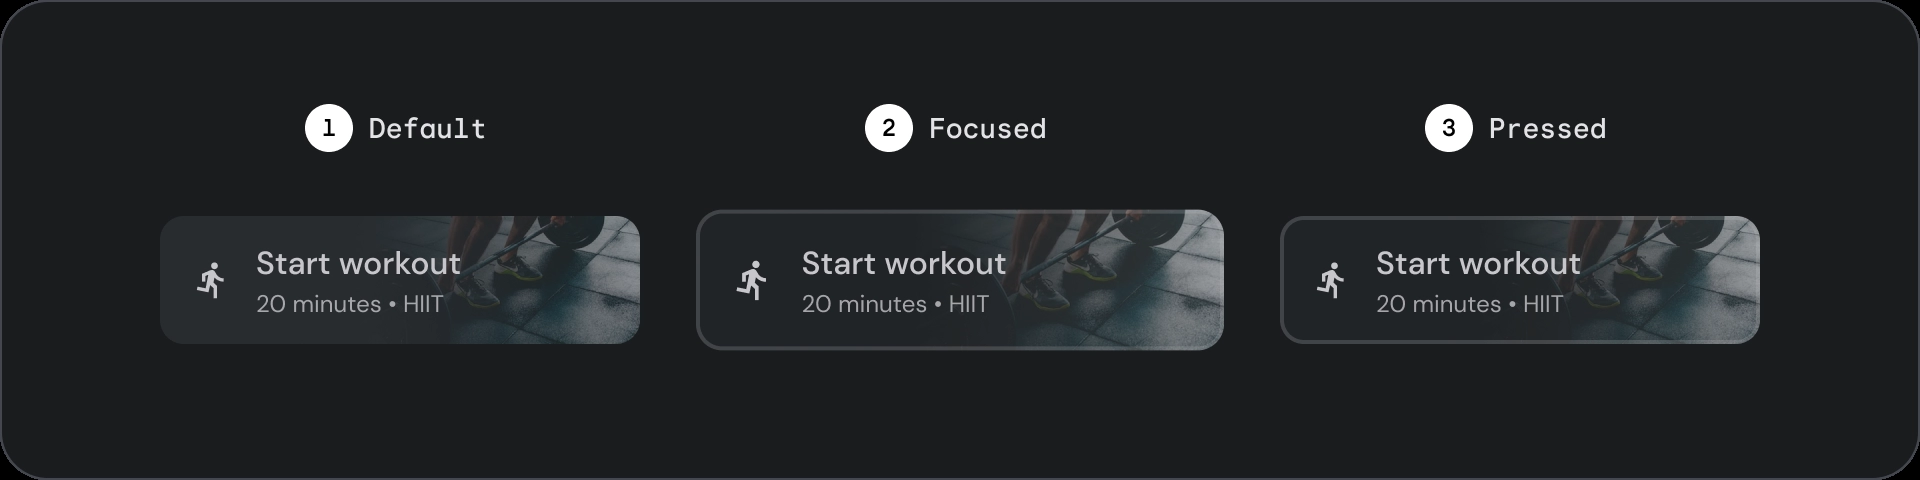 1 Default
2 Focused
3 Pressed
Start workout
20 minutes • HIIT
Start workout
20 minutes • HIIT
Start workout
20 minutes • HIIT